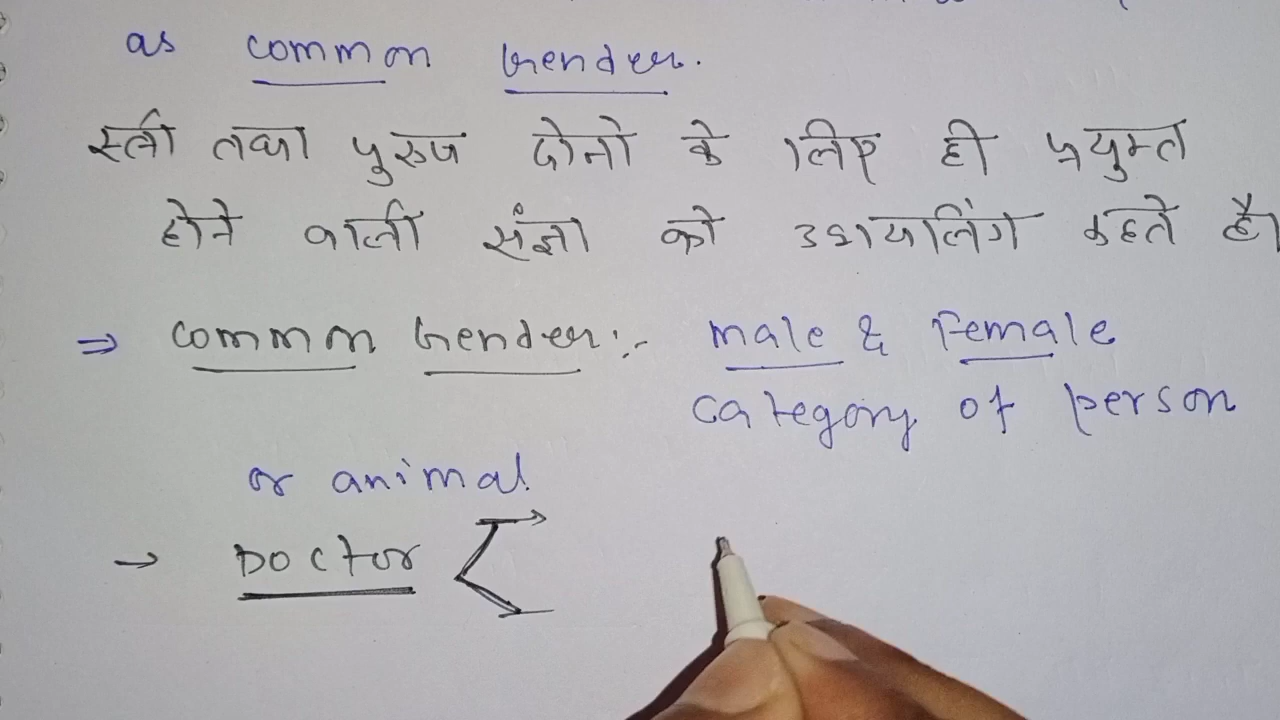 as common Gender.
स्त्री तथा पुरुष दोनो के लिए ही प्रयुक्त
होने वाली संज्ञा को उभयलिंग कहते है।
⇒ common Gender:- male & Female
category of person
or animal.
→ Doctor